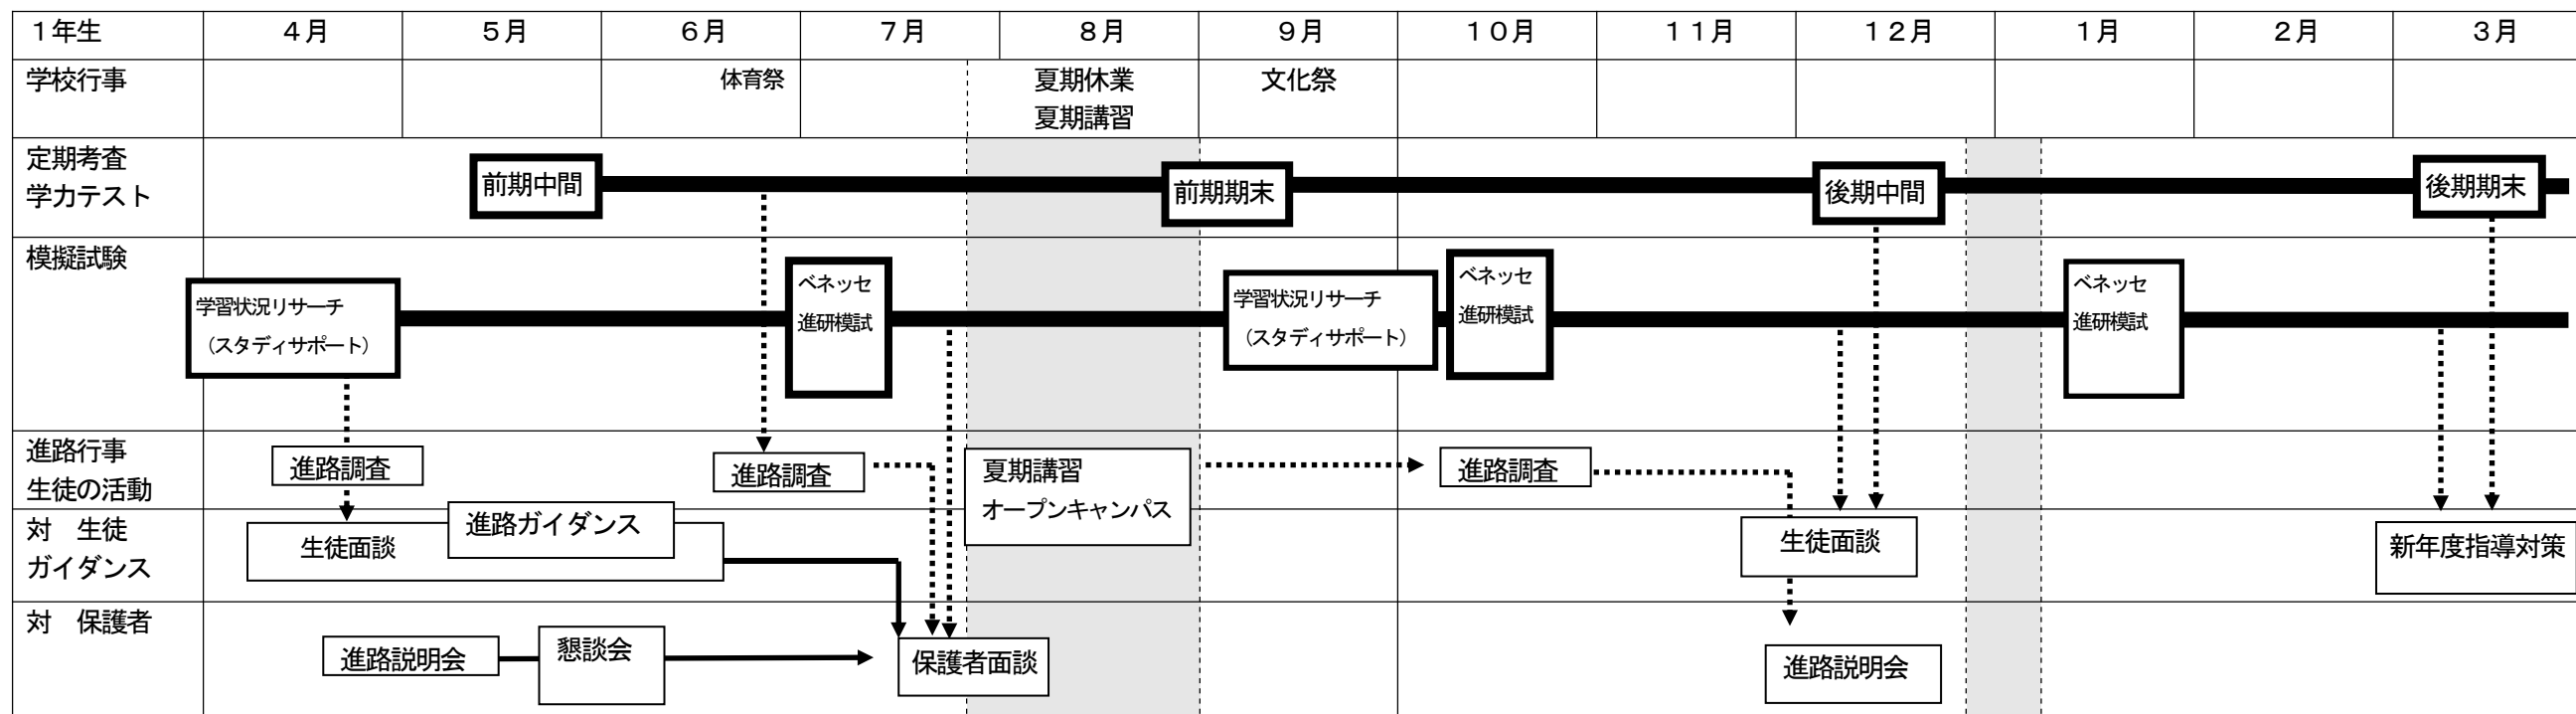 １年生
４月
５月
６月
７月
８月
９月
１０月
１１月
１２月
１月
２月
３月
学校行事
体育祭
夏期休業
夏期講習
文化祭
定期考査
学力テスト
前期中間
前期期末
後期中間
後期期末
模擬試験
学習状況リサーチ
（スタディサポート）
ベネッセ
進研模試
学習状況リサーチ
（スタディサポート）
ベネッセ
進研模試
ベネッセ
進研模試
進路行事
生徒の活動
進路調査
進路調査
夏期講習
オープンキャンパス
進路調査
対　生徒
ガイダンス
生徒面談
進路ガイダンス
生徒面談
新年度指導対策
対　保護者
進路説明会
懇談会
保護者面談
進路説明会